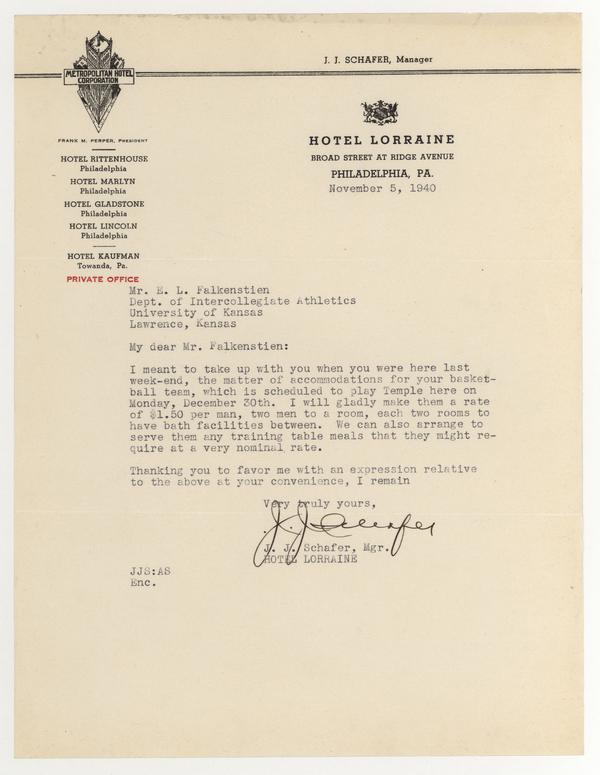 J. J. SCHAFER, Manager
METROPOLITAN HOTEL
CORPORATION
FRANK M. PERPER, PRESIDENT
HOTEL RITTENHOUSE
Philadelphia
HOTEL MARLYN
Philadelphia
HOTEL GLADSTONE
Philadelphia
HOTEL LINCOLN
Philadelphia
HOTEL KAUFMAN
Towanda, Pa.
PRIVATE OFFICE
HOTEL LORRAINE
BROAD STREET AT RIDGE AVENUE
PHILADELPHIA, PA.
November 5, 1940
Mr. E. L. Falkenstien
Dept. of Intercollegiate Athletics
University of Kansas
Lawrence, Kansas
My dear Mr. Falkenstien:
I meant to take up with you when you were here last
week-end, the matter of accommodations for your basket-
ball team, which is scheduled to play Temple here on
Monday, December 30th. I will gladly make them a rate
of $1.50 per man, two men to a room, each two rooms to
have bath facilities between. We can also arrange to
serve them any training table meals that they might re-
quire at a very nominal rate.
Thanking you to favor me with an expression relative
to the above at your convenience, I remain
Very truly yours,
J. J. Schafer
J. J. Schafer, Mgr.
HOTEL LORRAINE
JJS:AS
Enc.